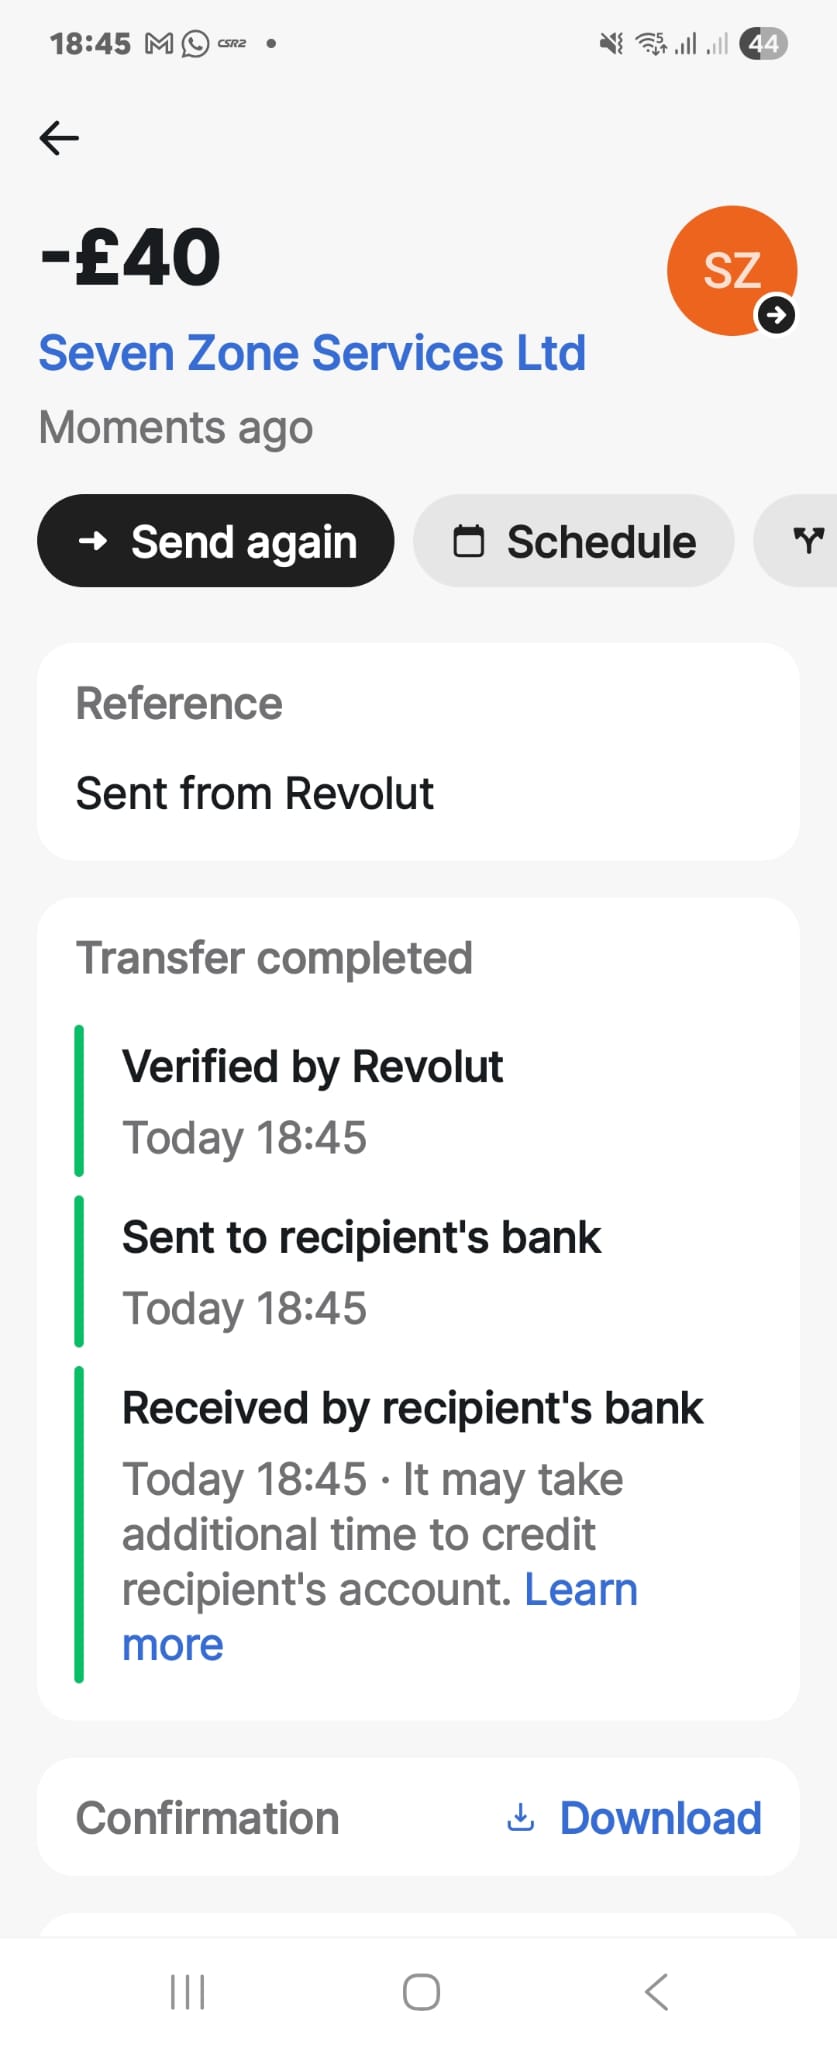 18:45 CSR2 5 44
-£40
SZ
Seven Zone Services Ltd
Moments ago
Send again
Schedule
Reference
Sent from Revolut
Transfer completed
Verified by Revolut
Today 18:45
Sent to recipient's bank
Today 18:45
Received by recipient's bank
Today 18:45 · It may take
additional time to credit
recipient's account. Learn
more
Confirmation
Download